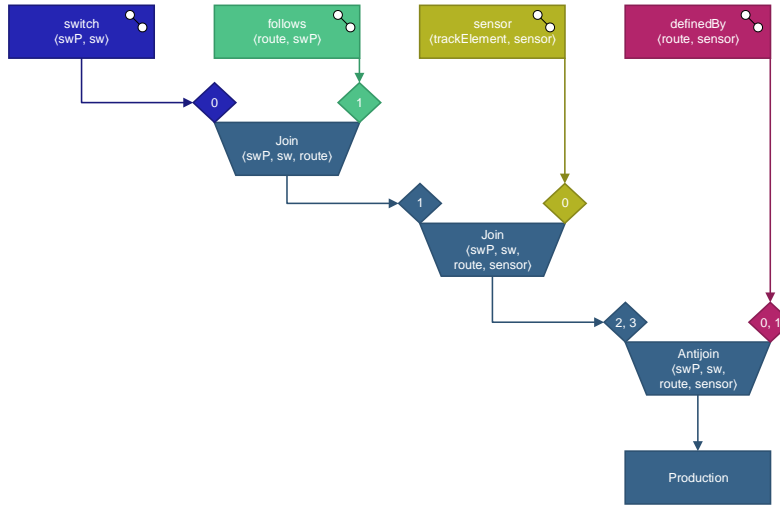 switch
⟨swP, sw⟩
follows
⟨route, swP⟩
sensor
⟨trackElement, sensor⟩
definedBy
⟨route, sensor⟩
0
1
Join
⟨swP, sw, route⟩
1
0
Join
⟨swP, sw,
route, sensor⟩
2, 3
0, 1
Antijoin
⟨swP, sw,
route, sensor⟩
Production